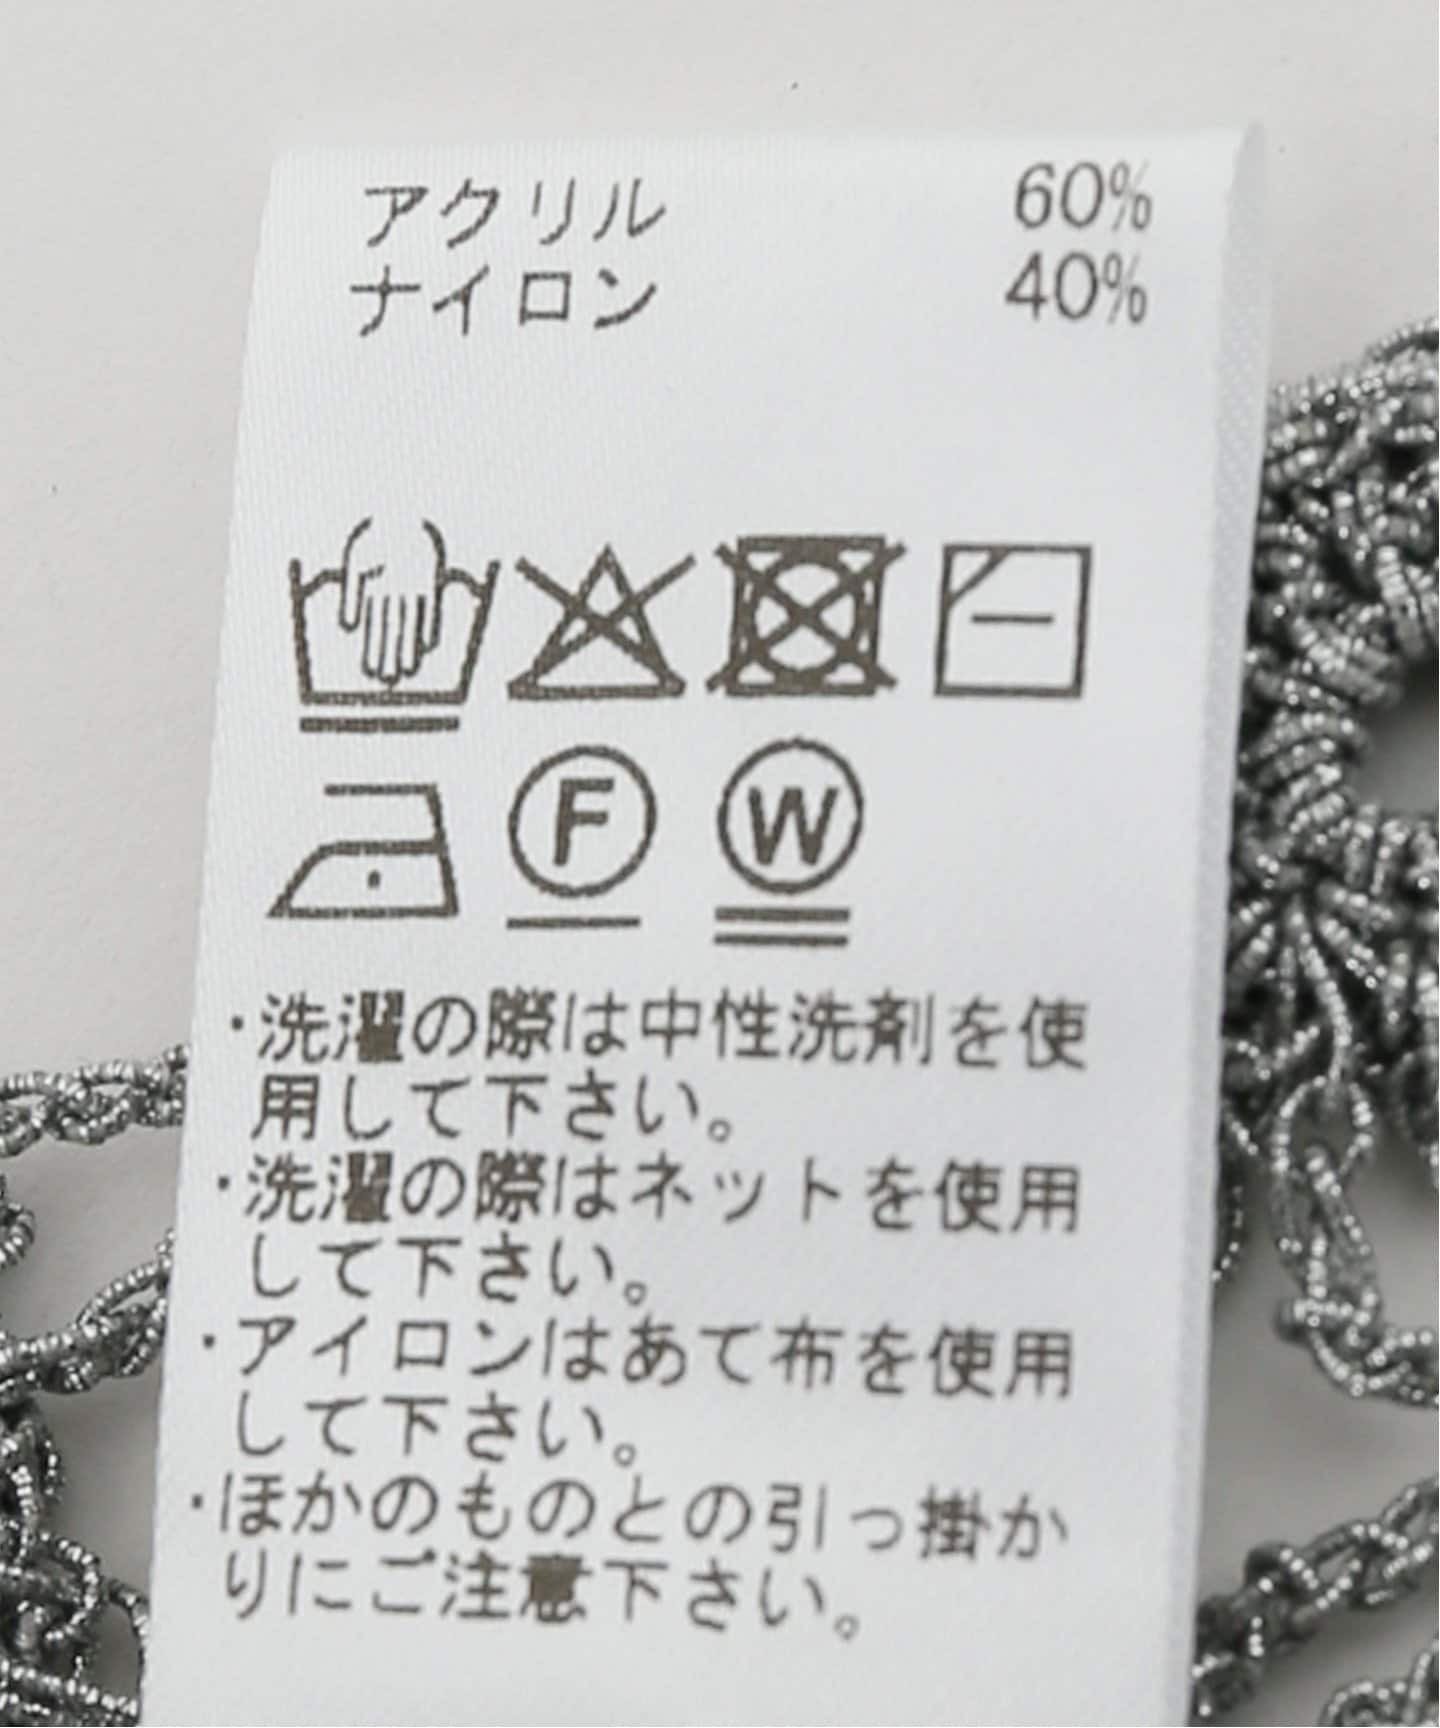 アクリル 60%
ナイロン 40%
F W
・洗濯の際は中性洗剤を使
用して下さい。
・洗濯の際はネットを使用
して下さい。
・アイロンはあて布を使用
して下さい。
・ほかのものとの引っ掛か
りにご注意下さい。